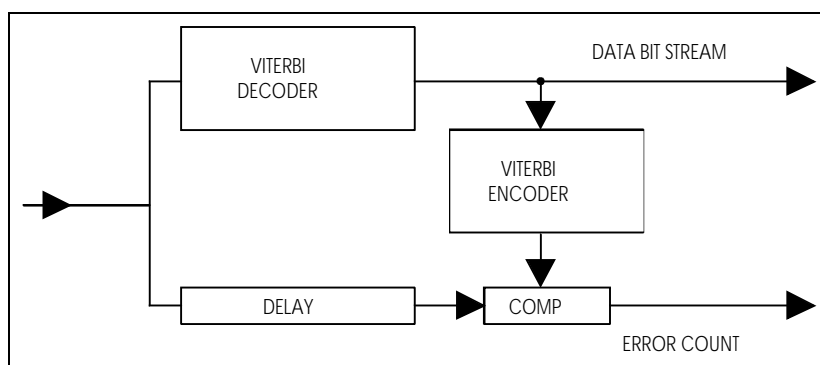 VITERBI
DECODER
DATA BIT STREAM
VITERBI
ENCODER
DELAY
COMP
ERROR COUNT